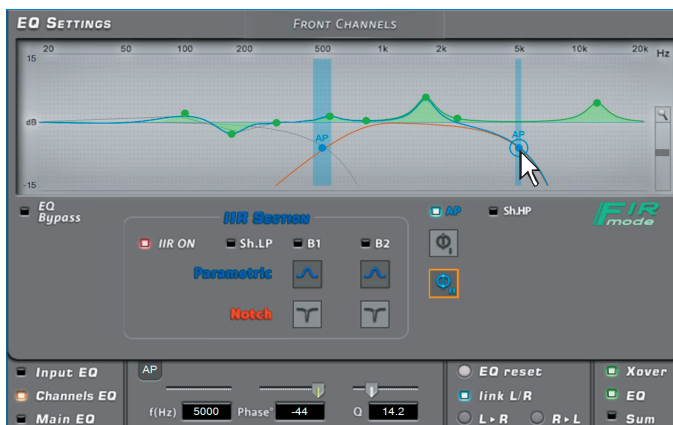 EQ SETTINGS
FRONT CHANNELS
20 50 100 200 500 1k 2k 5k 10k 20k Hz
15
dB
AP AP
-15
EQ Bypass
IIR SECTION
AP Sh.HP
FIR mode
IIR ON Sh.LP B1 B2
Φ I
Parametric
Φ II
Notch
Input EQ
AP
EQ reset
Xover
Channels EQ
link L/R
EQ
Main EQ
f(Hz) 5000 Phase° -44 Q 14.2
L▸R R▸L
Sum